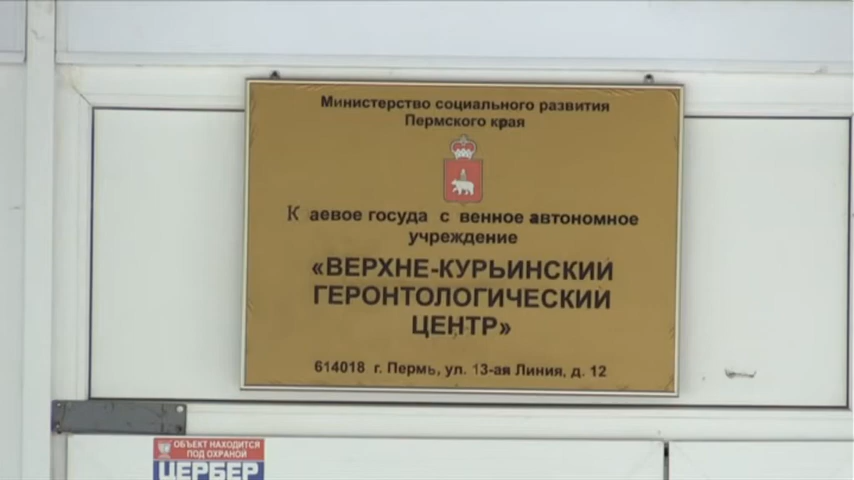 Министерство социального развития
Пермского края
К аевое госуда с венное автономное
учреждение
«ВЕРХНЕ-КУРЬИНСКИЙ
ГЕРОНТОЛОГИЧЕСКИЙ
ЦЕНТР»
614018 г. Пермь, ул. 13-ая Линия, д. 12
ОБЪЕКТ НАХОДИТСЯ
ПОД ОХРАНОЙ
ЦЕРБЕР